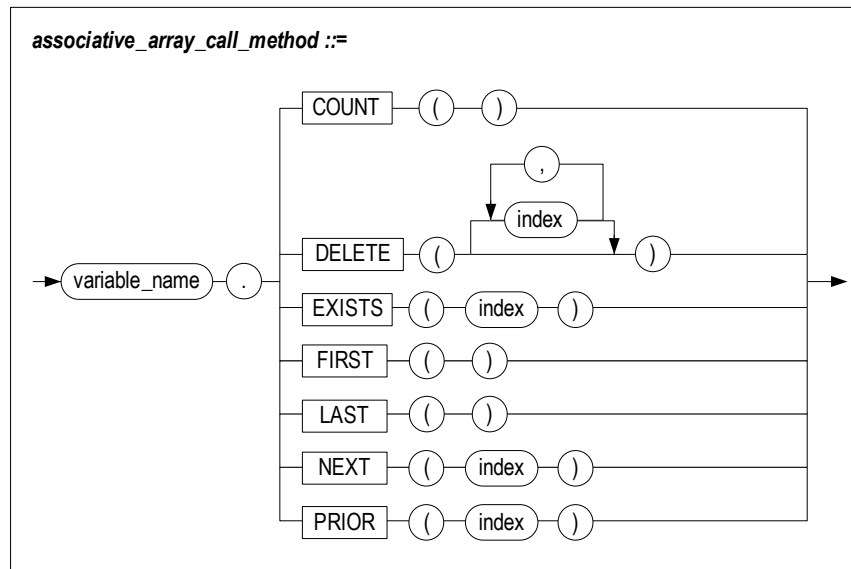 associative_array_call_method ::=
COUNT ( )
,
index
DELETE ( )
variable_name .
EXISTS ( index )
FIRST ( )
LAST ( )
NEXT ( index )
PRIOR ( index )